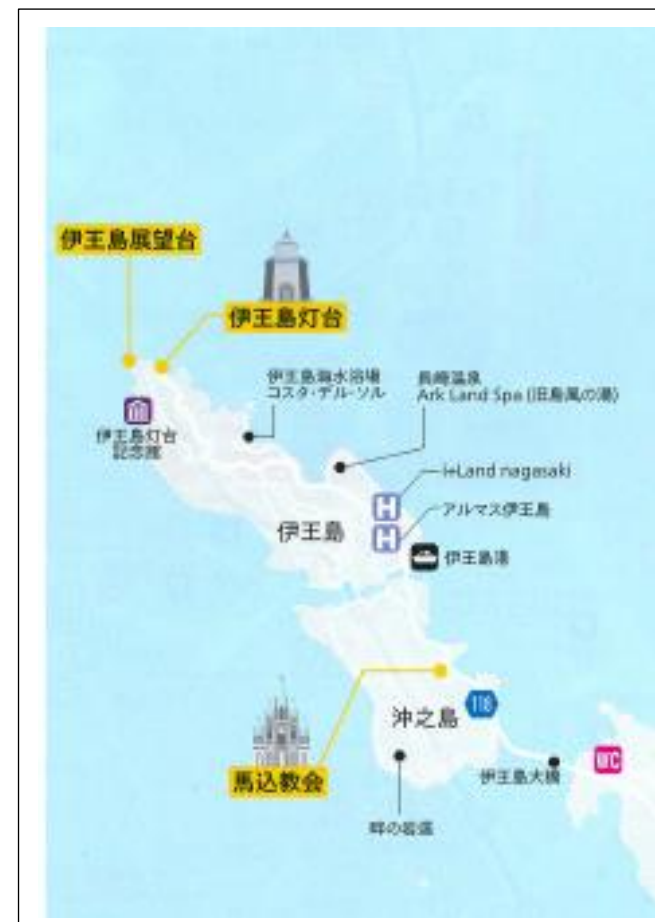 伊王島展望台
伊王島灯台
伊王島海水浴場
コスタ・デル・ソル
長崎温泉
Ark Land Spa (旧島風の湯)
伊王島灯台
記念館
i+Land nagasaki
アルマス伊王島
伊王島
伊王島港
沖之島
118
馬込教会
伊王島大橋
WC